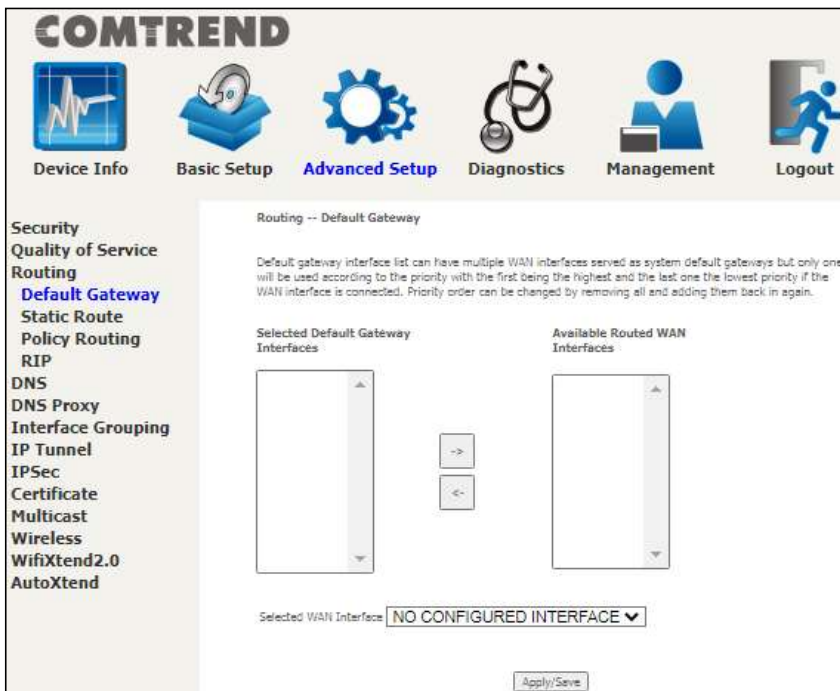 COMTREND
Device Info
Basic Setup
Advanced Setup
Diagnostics
Management
Logout
Security
Quality of Service
Routing
Default Gateway
Static Route
Policy Routing
RIP
DNS
DNS Proxy
Interface Grouping
IP Tunnel
IPSec
Certificate
Multicast
Wireless
WifiXtend2.0
AutoXtend
Routing -- Default Gateway
Default gateway interface list can have multiple WAN interfaces served as system default gateways but only one
will be used according to the priority with the first being the highest and the last one the lowest priority if the
WAN interface is connected. Priority order can be changed by removing all and adding them back in again.
Selected Default Gateway
Interfaces
Available Routed WAN
Interfaces
->
<-
Selected WAN Interface NO CONFIGURED INTERFACE
Apply/Save